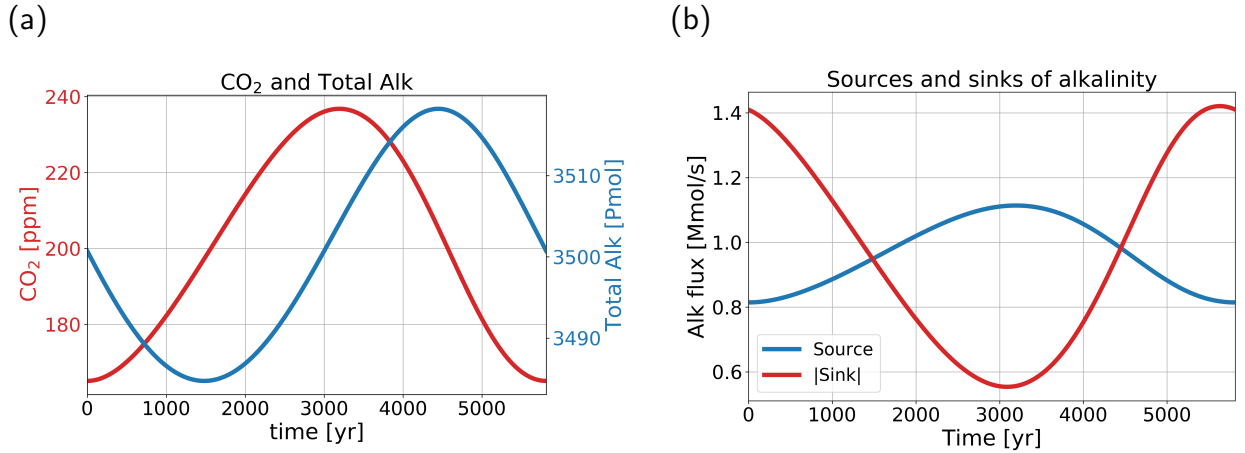 (a)
CO₂ and Total Alk
240
220
200
180
CO₂ [ppm]
3510
3500
3490
Total Alk [Pmol]
0 1000 2000 3000 4000 5000
time [yr]
(b)
Sources and sinks of alkalinity
1.4
1.2
1.0
0.8
0.6
Alk flux [Mmol/s]
Source
|Sink|
0 1000 2000 3000 4000 5000
Time [yr]